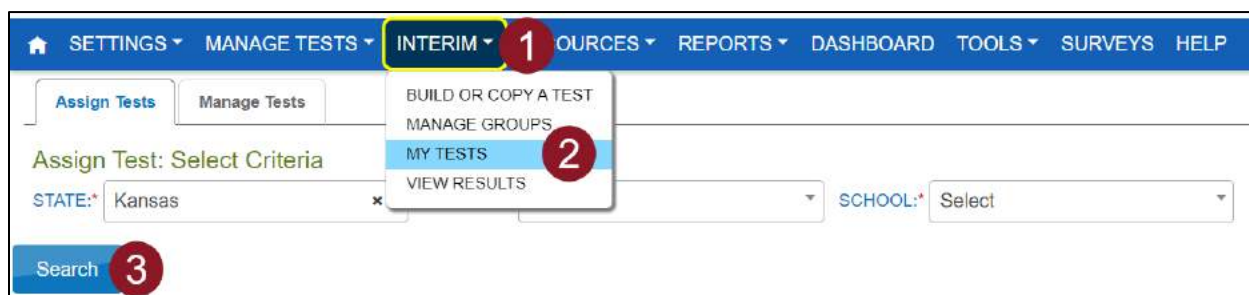 SETTINGS MANAGE TESTS INTERIM 1 OURCES REPORTS DASHBOARD TOOLS SURVEYS HELP
Assign Tests Manage Tests
BUILD OR COPY A TEST
MANAGE GROUPS
MY TESTS 2
VIEW RESULTS
Assign Test: Select Criteria
STATE:* Kansas × SCHOOL:* Select
Search 3